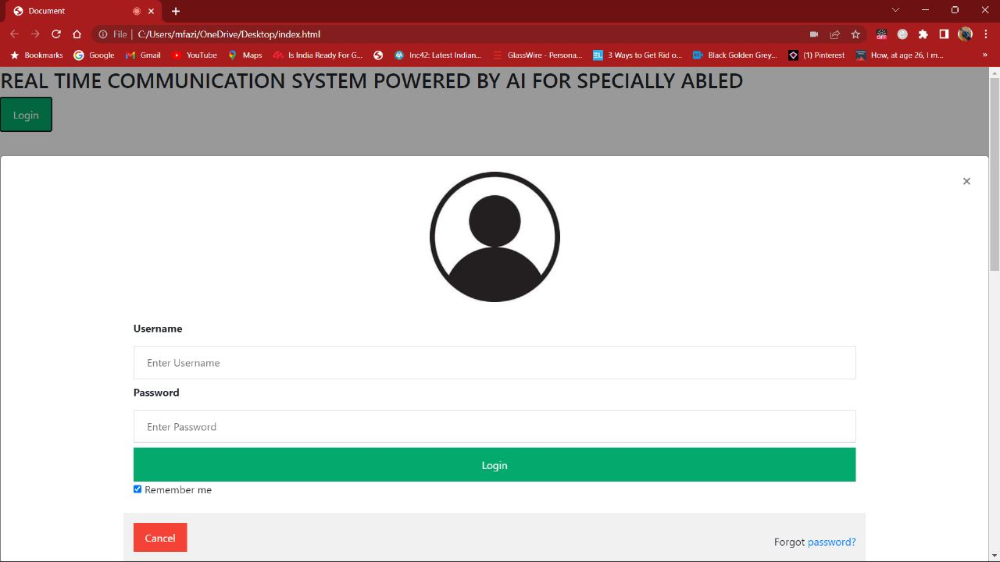 Document
File | C:/Users/mfazi/OneDrive/Desktop/index.html
OFF
Bookmarks Google Gmail YouTube Maps Is India Ready For G... Inc42: Latest Indian... GlassWire - Persona... EL 3 Ways to Get Rid o... Black Golden Grey... (1) Pinterest How, at age 26, I m... »
REAL TIME COMMUNICATION SYSTEM POWERED BY AI FOR SPECIALLY ABLED
Login
×
Username
Enter Username
Password
Enter Password
Login
Remember me
Cancel
Forgot password?